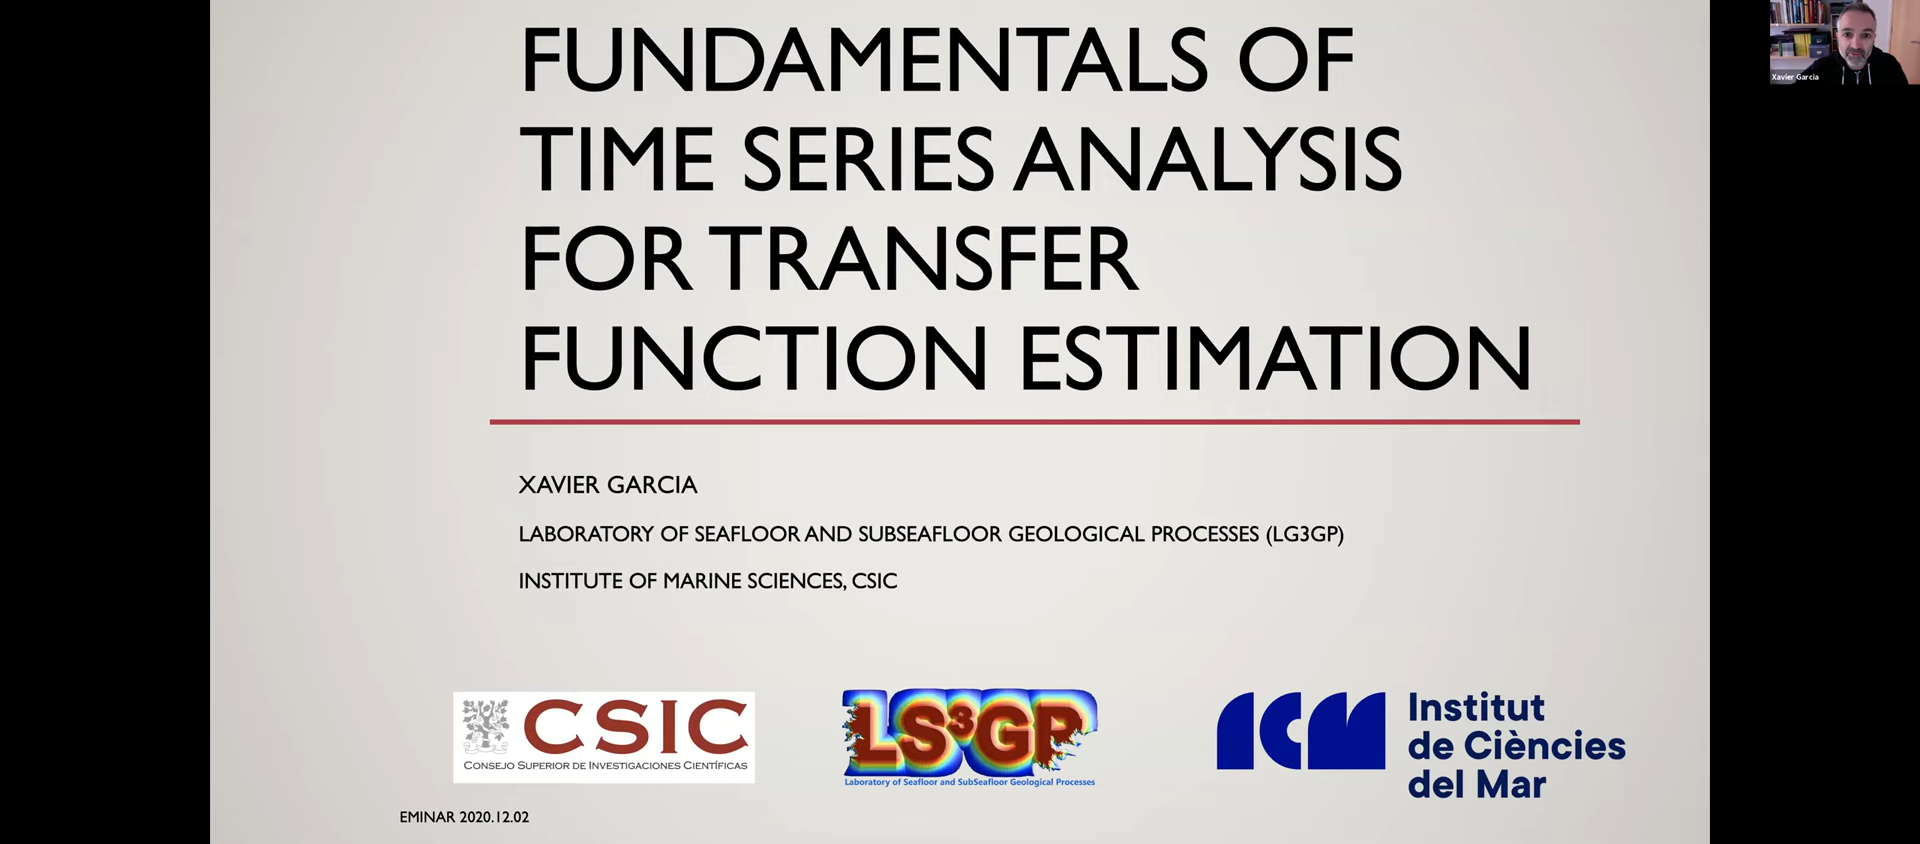 FUNDAMENTALS OF
TIME SERIES ANALYSIS
FOR TRANSFER
FUNCTION ESTIMATION
XAVIER GARCIA
LABORATORY OF SEAFLOOR AND SUBSEAFLOOR GEOLOGICAL PROCESSES (LG3GP)
INSTITUTE OF MARINE SCIENCES, CSIC
CSIC
CONSEJO SUPERIOR DE INVESTIGACIONES CIENTÍFICAS
LS³GP
Laboratory of Seafloor and SubSeafloor Geological Processes
ICM
Institut
de Ciències
del Mar
EMINAR 2020.12.02
Xavier Garcia